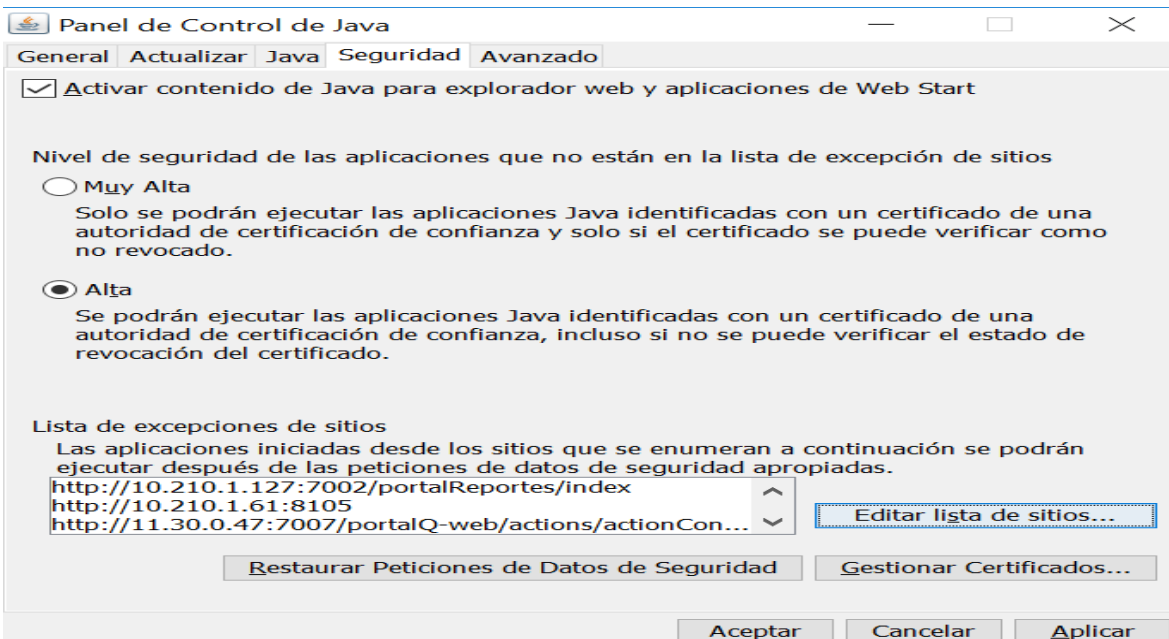 Panel de Control de Java
General Actualizar Java Seguridad Avanzado
Activar contenido de Java para explorador web y aplicaciones de Web Start
Nivel de seguridad de las aplicaciones que no están en la lista de excepción de sitios
Muy Alta
Solo se podrán ejecutar las aplicaciones Java identificadas con un certificado de una
autoridad de certificación de confianza y solo si el certificado se puede verificar como
no revocado.
Alta
Se podrán ejecutar las aplicaciones Java identificadas con un certificado de una
autoridad de certificación de confianza, incluso si no se puede verificar el estado de
revocación del certificado.
Lista de excepciones de sitios
Las aplicaciones iniciadas desde los sitios que se enumeran a continuación se podrán
ejecutar después de las peticiones de datos de seguridad apropiadas.
http://10.210.1.127:7002/portalReportes/index
http://10.210.1.61:8105
http://11.30.0.47:7007/portalQ-web/actions/actionCon...
Editar lista de sitios...
Restaurar Peticiones de Datos de Seguridad Gestionar Certificados...
Aceptar Cancelar Aplicar